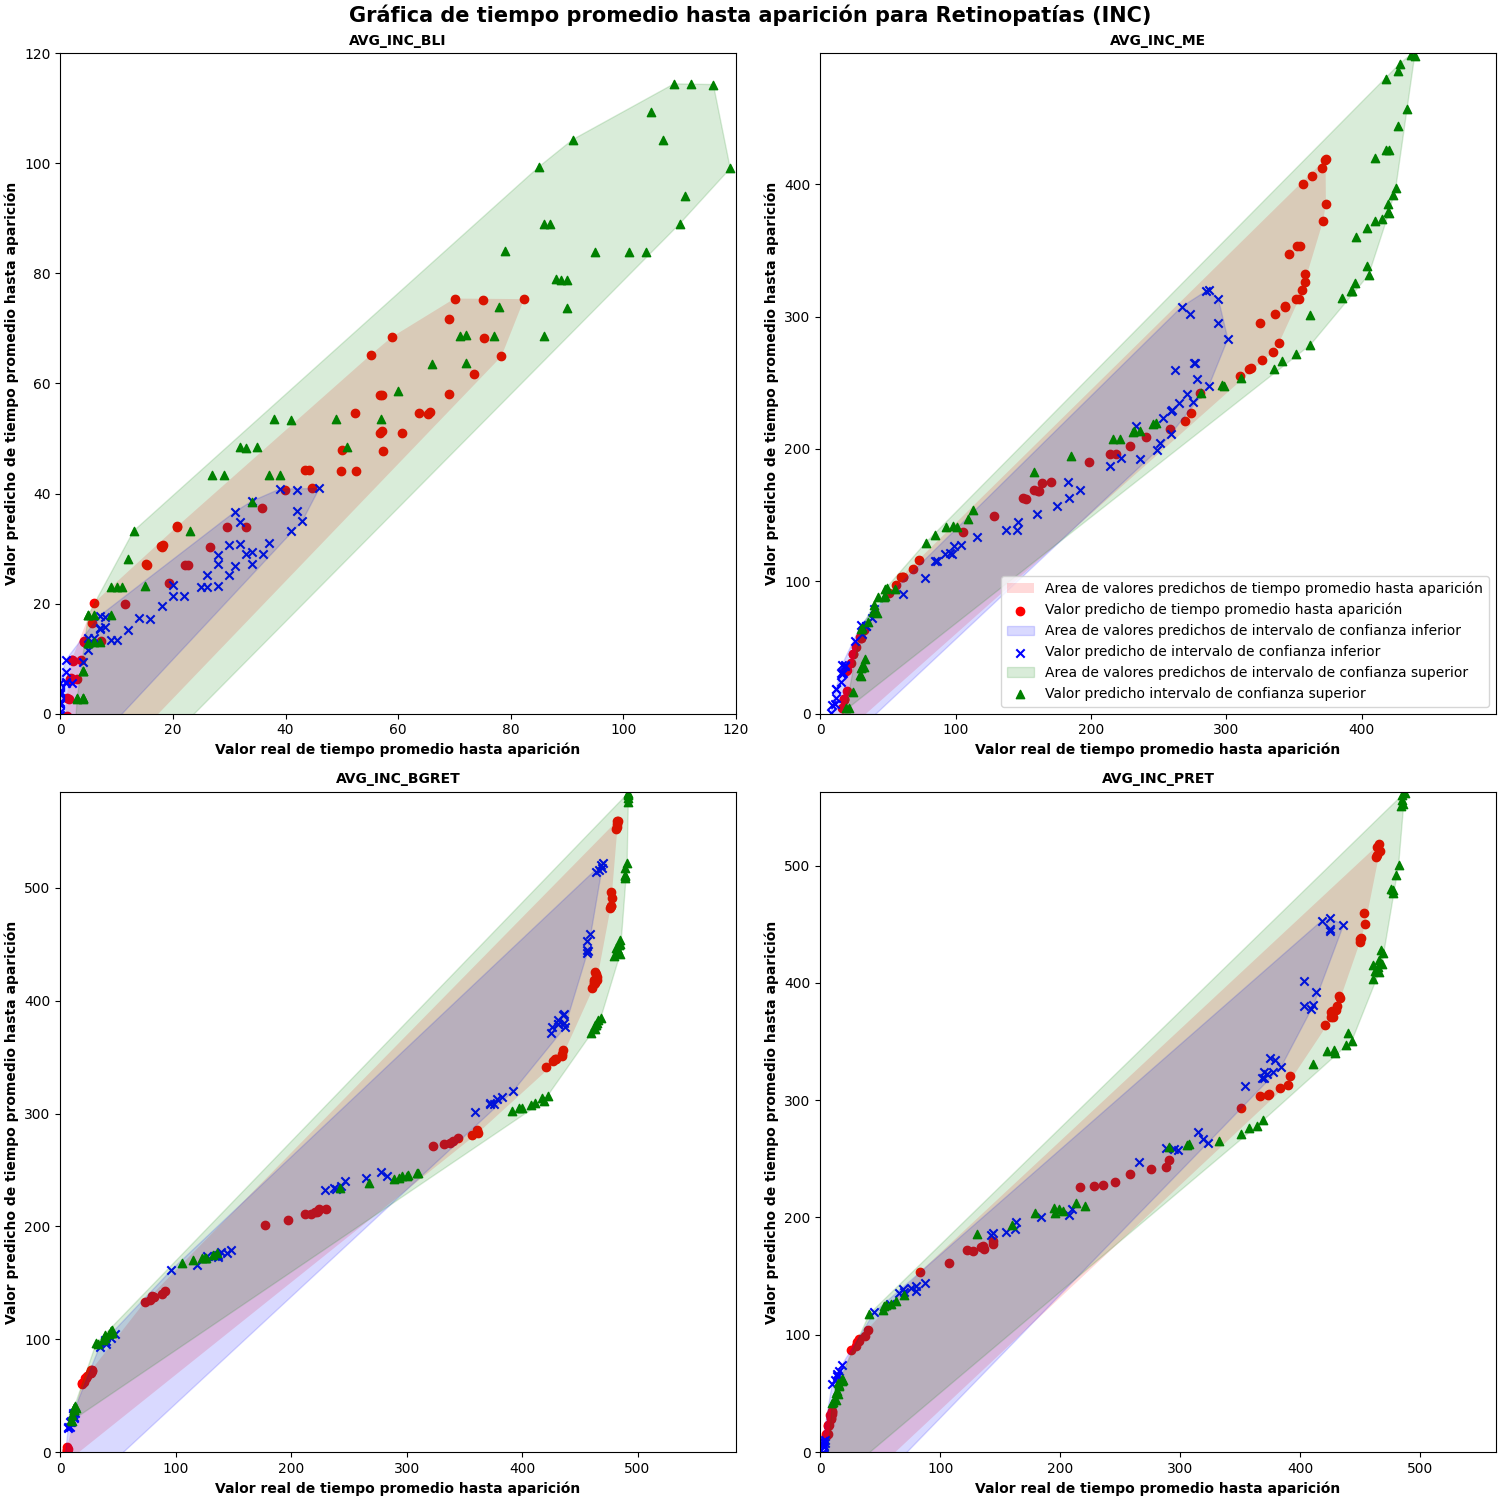 Gráfica de tiempo promedio hasta aparición para Retinopatías (INC)
AVG_INC_BLI
Valor predicho de tiempo promedio hasta aparición
120
100
80
60
40
20
0
0 20 40 60 80 100 120
Valor real de tiempo promedio hasta aparición
AVG_INC_ME
Valor predicho de tiempo promedio hasta aparición
400
300
200
100
0
Area de valores predichos de tiempo promedio hasta aparición
Valor predicho de tiempo promedio hasta aparición
Area de valores predichos de intervalo de confianza inferior
Valor predicho de intervalo de confianza inferior
Area de valores predichos de intervalo de confianza superior
Valor predicho intervalo de confianza superior
0 100 200 300 400
Valor real de tiempo promedio hasta aparición
AVG_INC_BGRET
Valor predicho de tiempo promedio hasta aparición
500
400
300
200
100
0
0 100 200 300 400 500
Valor real de tiempo promedio hasta aparición
AVG_INC_PRET
Valor predicho de tiempo promedio hasta aparición
500
400
300
200
100
0
0 100 200 300 400 500
Valor real de tiempo promedio hasta aparición